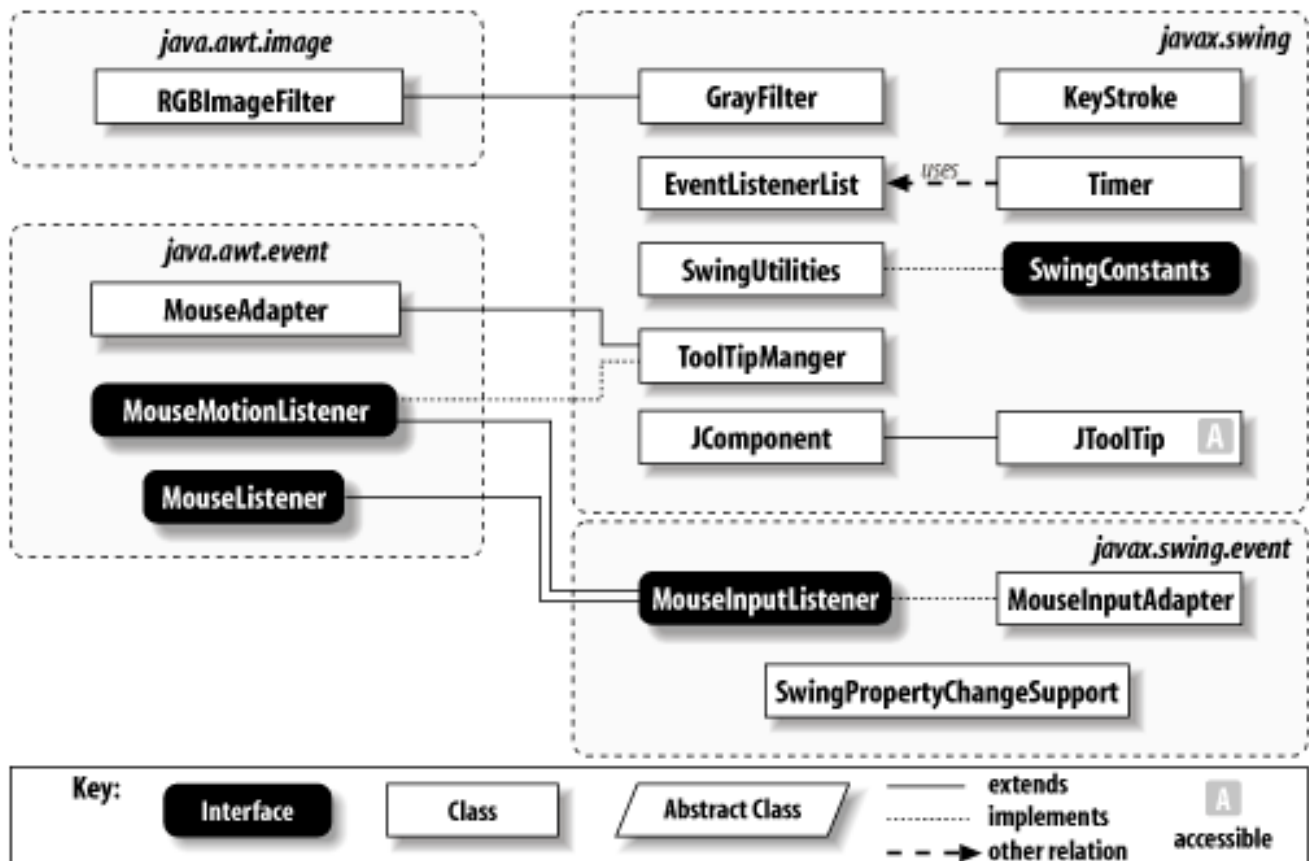 java.awt.image
RGBImageFilter
java.awt.event
MouseAdapter
MouseMotionListener
MouseListener
javax.swing
GrayFilter
KeyStroke
EventListenerList
uses
Timer
SwingUtilities
SwingConstants
ToolTipManger
JComponent
JToolTip
A
javax.swing.event
MouseInputListener
MouseInputAdapter
SwingPropertyChangeSupport
Key:
Interface
Class
Abstract Class
extends
implements
other relation
A
accessible